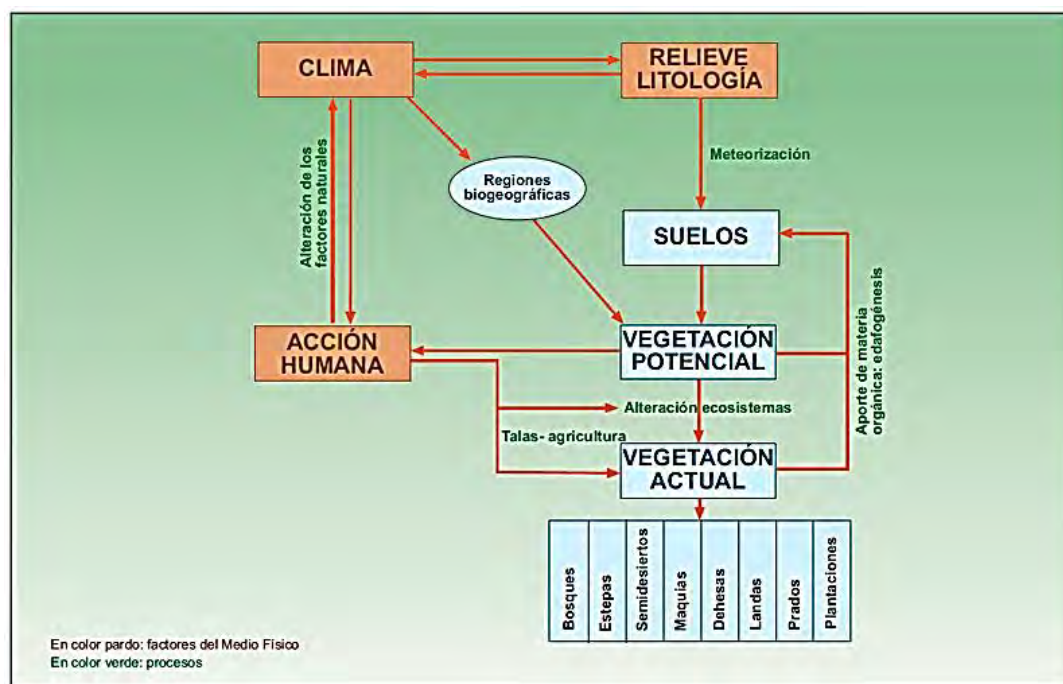 CLIMA
RELIEVE
LITOLOGÍA
Meteorización
Alteración de los
factores naturales
Regiones
biogeográficas
SUELOS
ACCIÓN
HUMANA
VEGETACIÓN
POTENCIAL
Aporte de materia
orgánica: edafogénesis
Alteración ecosistemas
Talas- agricultura
VEGETACIÓN
ACTUAL
Bosques
Estepas
Semidesiertos
Maquias
Dehesas
Landas
Prados
Plantaciones
En color pardo: factores del Medio Físico
En color verde: procesos